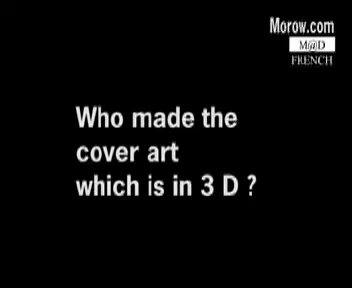 Morow.com
M@D
FRENCH
Who made the
cover art
which is in 3 D ?